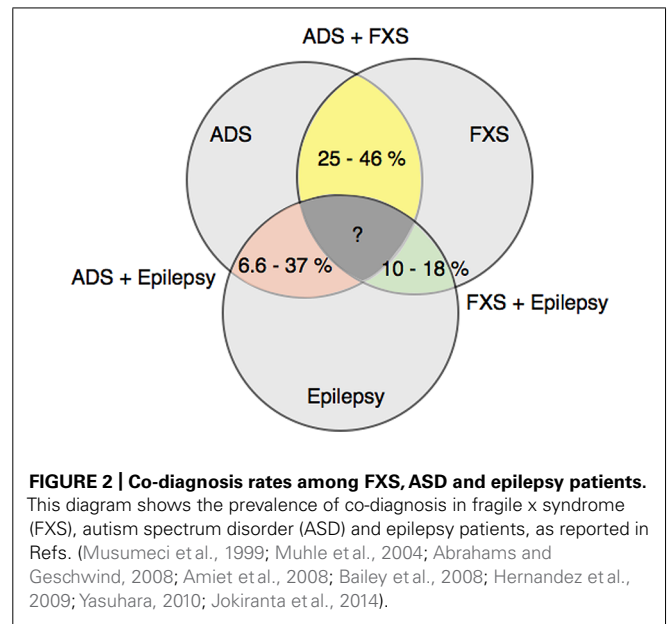 ADS + FXS
ADS
FXS
25 - 46 %
?
6.6 - 37 %
10 - 18 %
ADS + Epilepsy
FXS + Epilepsy
Epilepsy
FIGURE 2 | Co-diagnosis rates among FXS, ASD and epilepsy patients.
This diagram shows the prevalence of co-diagnosis in fragile x syndrome
(FXS), autism spectrum disorder (ASD) and epilepsy patients, as reported in
Refs. (Musumeci et al., 1999; Muhle et al., 2004; Abrahams and
Geschwind, 2008; Amiet et al., 2008; Bailey et al., 2008; Hernandez et al.,
2009; Yasuhara, 2010; Jokiranta et al., 2014).